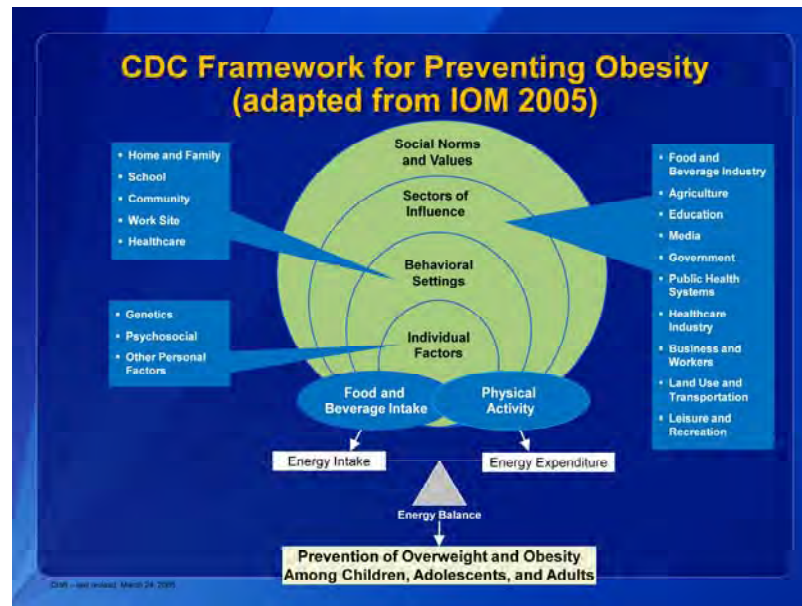 CDC Framework for Preventing Obesity
(adapted from IOM 2005)
Social Norms
and Values
Sectors of
Influence
Behavioral
Settings
Individual
Factors
• Home and Family
• School
• Community
• Work Site
• Healthcare
• Genetics
• Psychosocial
• Other Personal
Factors
• Food and
Beverage Industry
• Agriculture
• Education
• Media
• Government
• Public Health
Systems
• Healthcare
Industry
• Business and
Workers
• Land Use and
Transportation
• Leisure and
Recreation
Food and
Beverage Intake
Physical
Activity
Energy Intake
Energy Expenditure
Energy Balance
Prevention of Overweight and Obesity
Among Children, Adolescents, and Adults
last revised March 24,